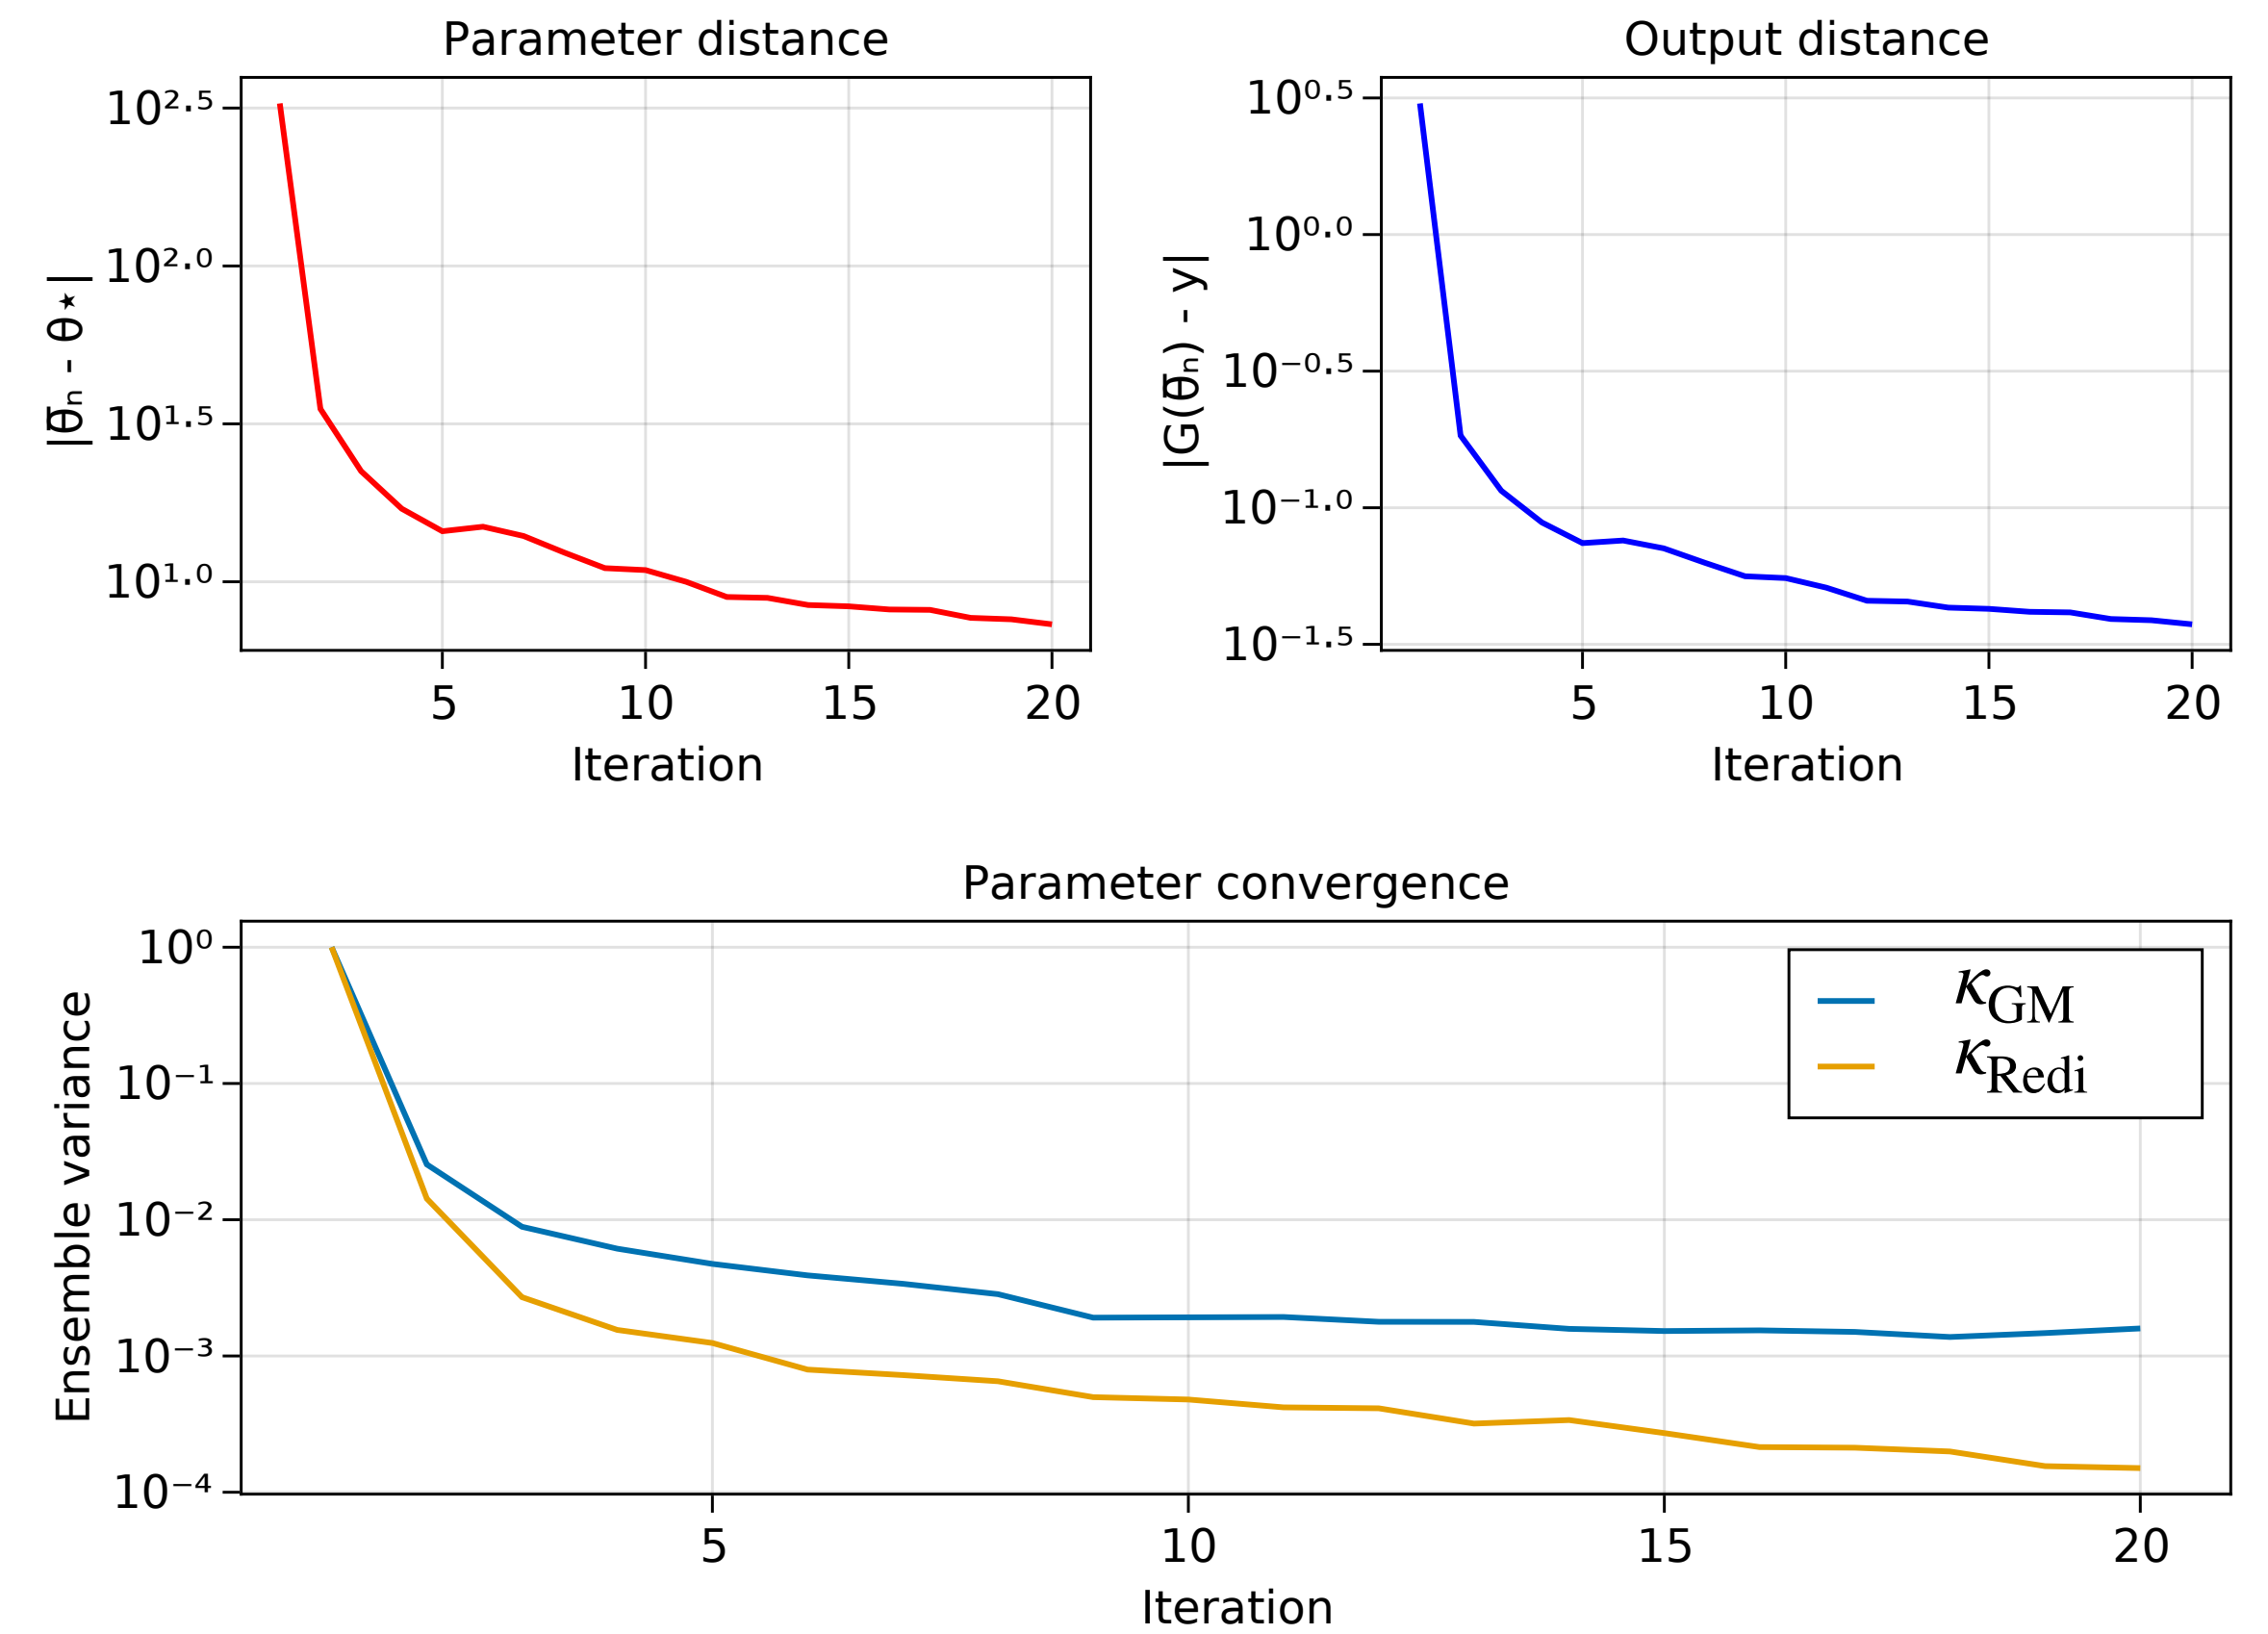 Parameter distance
10²·⁵
10²·⁰
10¹·⁵
10¹·⁰
|θ̅ₙ - θ⋆|
5 10 15 20
Iteration
Output distance
10⁰·⁵
10⁰·⁰
10⁻⁰·⁵
10⁻¹·⁰
10⁻¹·⁵
|G(θ̅ₙ) - y|
5 10 15 20
Iteration
Parameter convergence
10⁰
10⁻¹
10⁻²
10⁻³
10⁻⁴
Ensemble variance
κ_GM
κ_Redi
5 10 15 20
Iteration